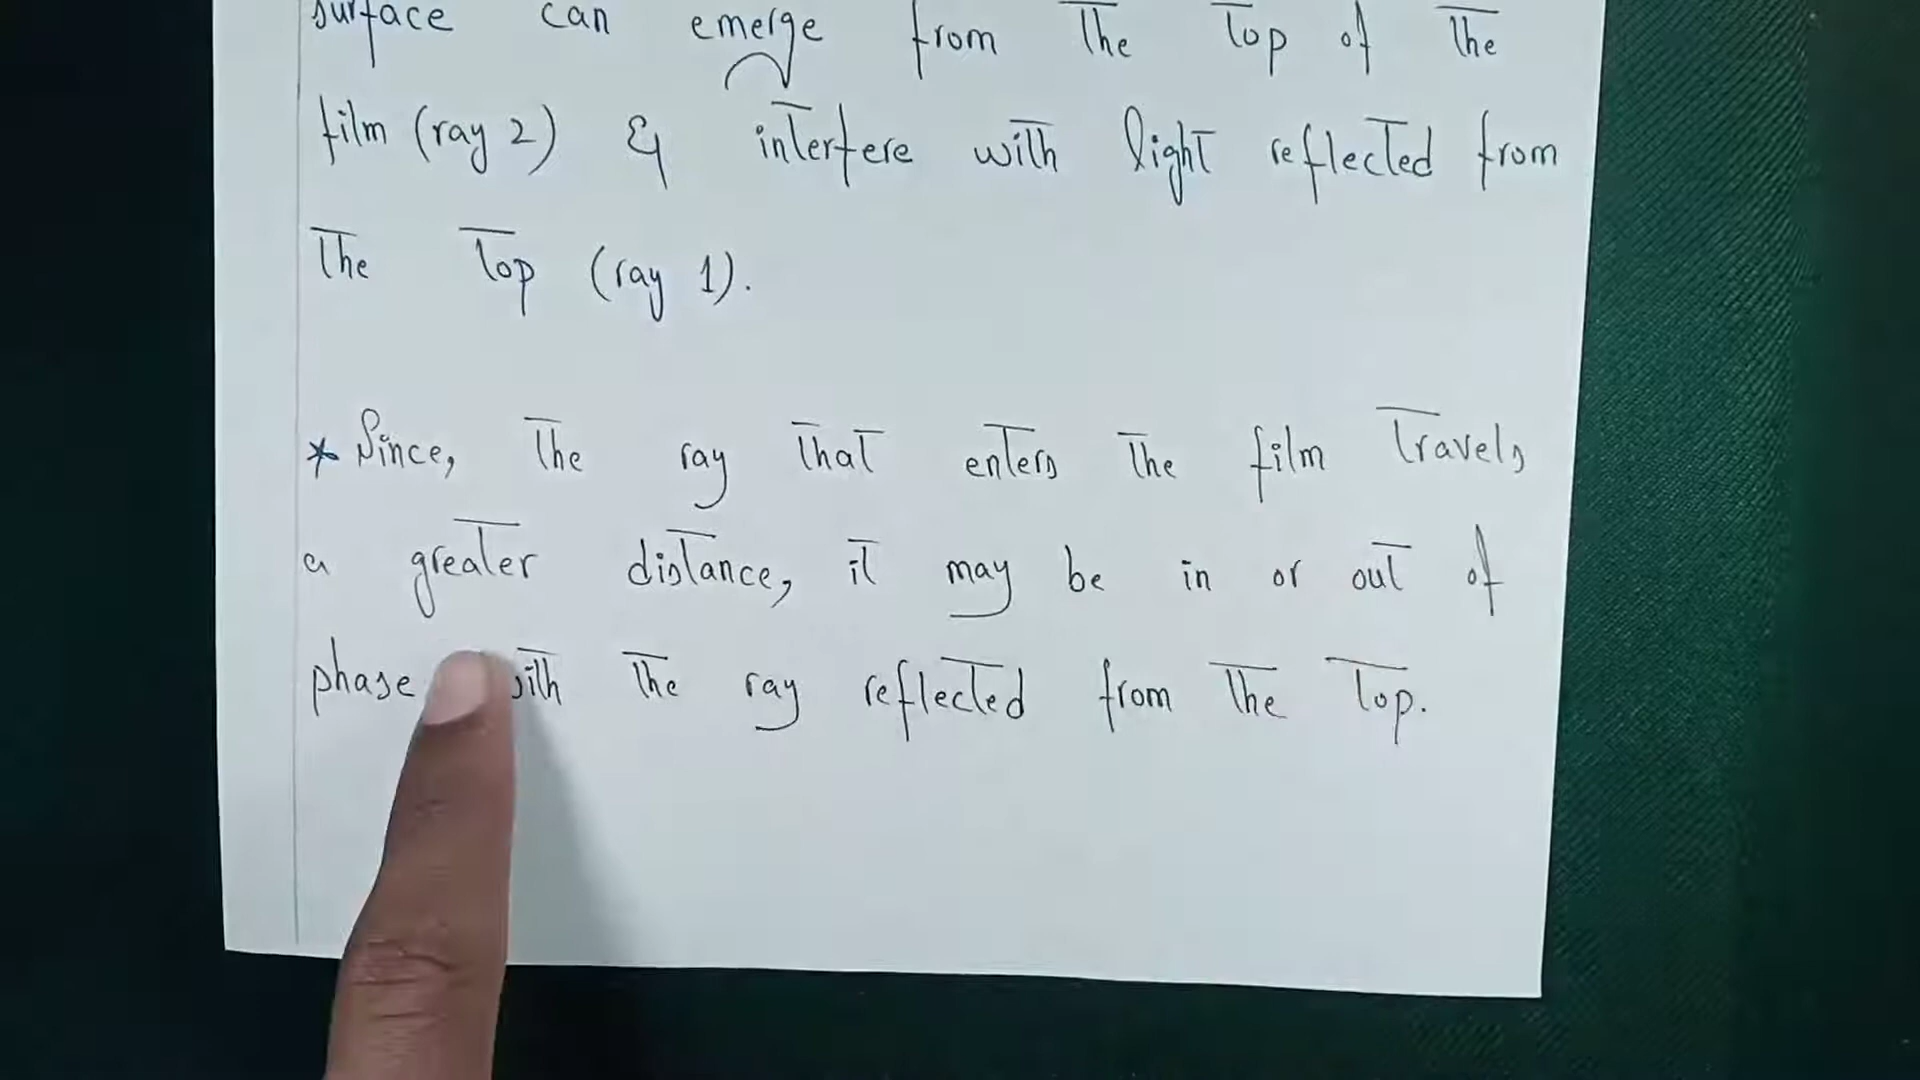 surface can emerge from the top of the
film (ray 2) & interfere with light reflected from
the top (ray 1).
* Since, the ray that enters the film travels
a greater distance, it may be in or out of
phase with the ray reflected from the top.